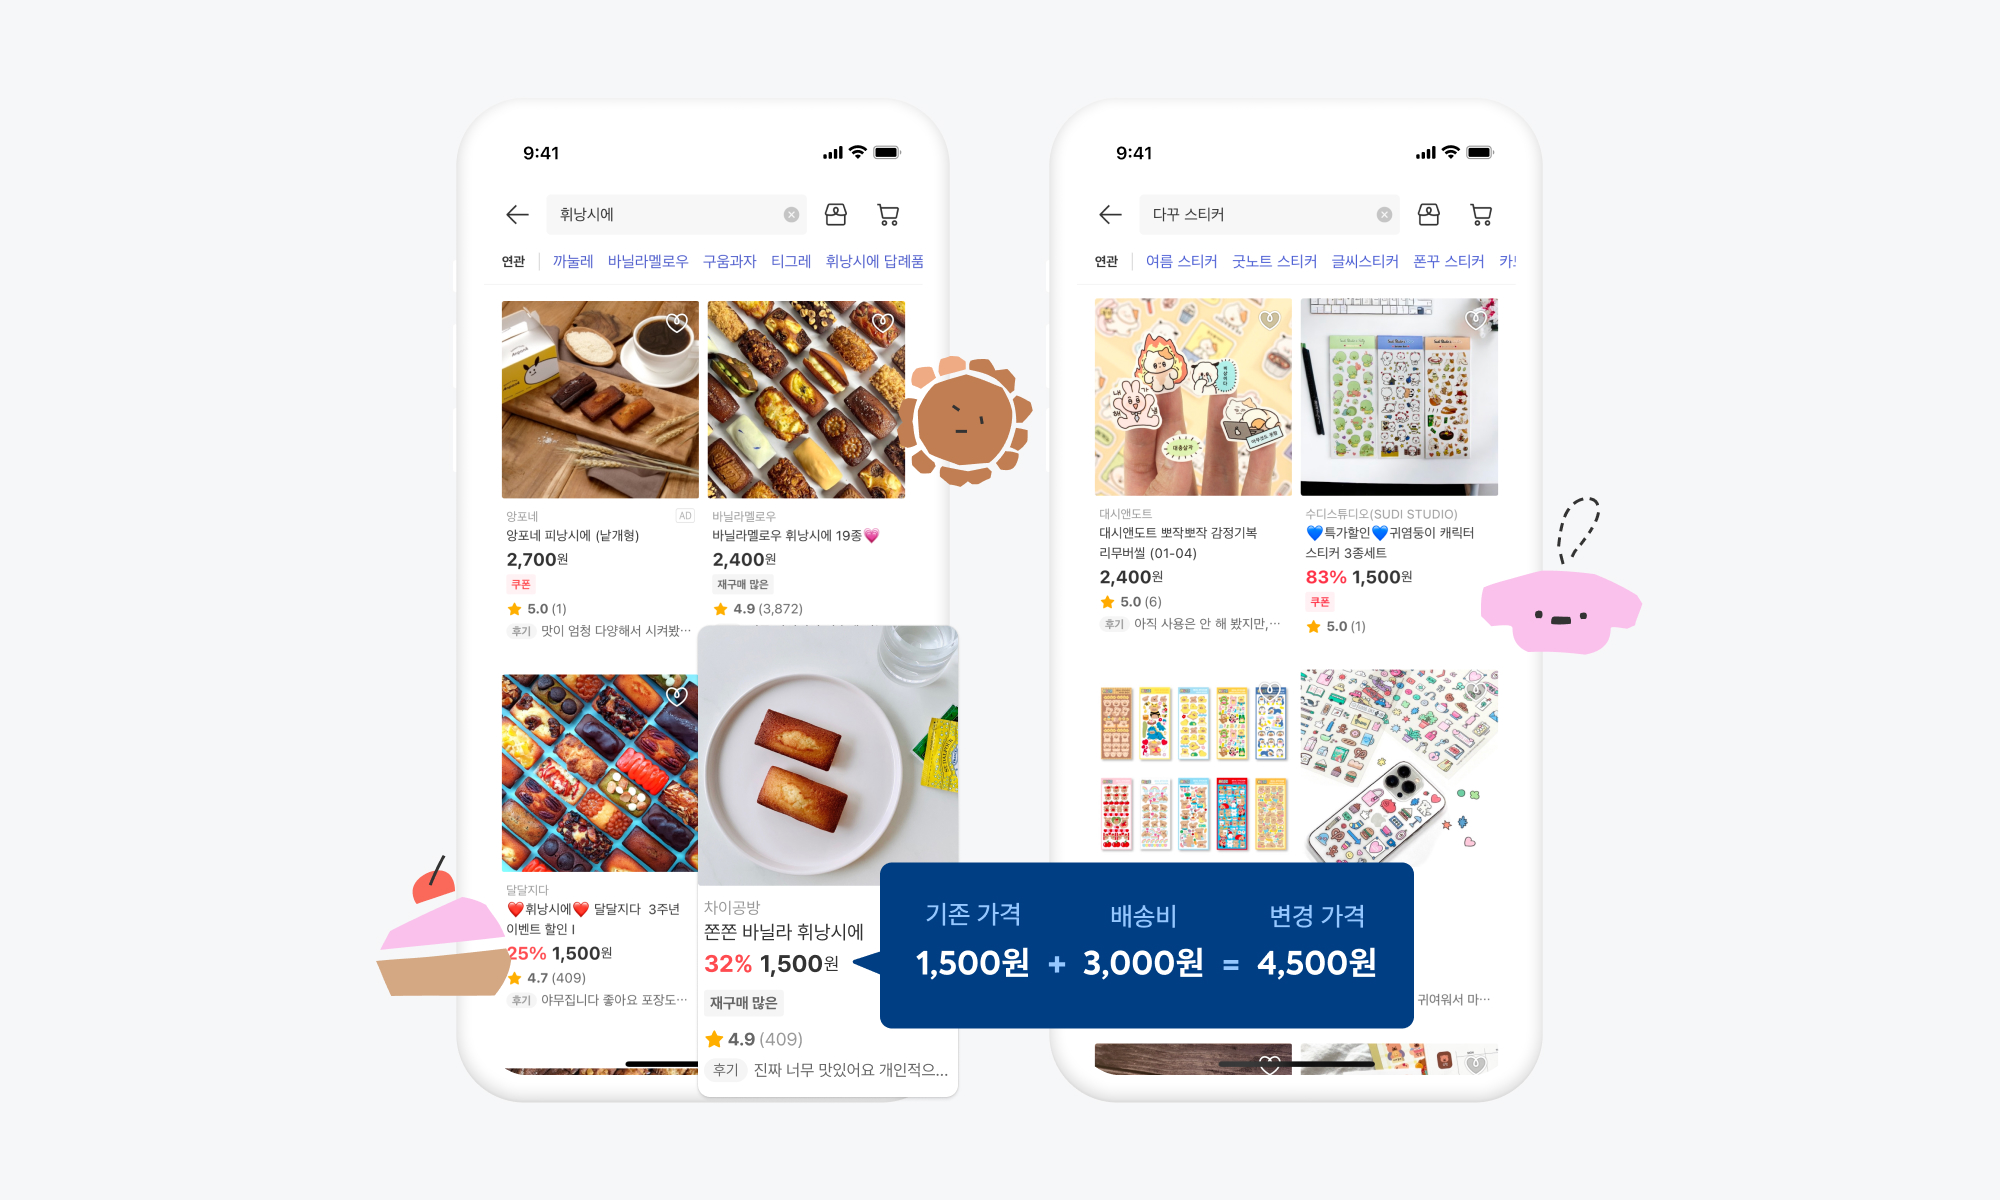 9:41
휘낭시에
연관
까눌레 바닐라멜로우 구움과자 티그레 휘낭시에 답례품
앙포네
AD
앙포네 피낭시에 (낱개형)
2,700원
쿠폰
5.0 (1)
후기 맛이 엄청 다양해서 시켜봤…
바닐라멜로우
바닐라멜로우 휘낭시에 19종💗
2,400원
재구매 많은
4.9 (3,872)
달달지다
❤️휘낭시에❤️ 달달지다 3주년
이벤트 할인 I
25% 1,500원
4.7 (409)
후기 야무집니다 좋아요 포장도…
차이공방
쫀쫀 바닐라 휘낭시에
32% 1,500원
재구매 많은
4.9 (409)
후기 진짜 너무 맛있어요 개인적으...
기존 가격 배송비 변경 가격
1,500원 + 3,000원 = 4,500원
9:41
다꾸 스티커
연관
여름 스티커 굿노트 스티커 글씨스티커 폰꾸 스티커
대시앤도트
대시앤도트 뽀작뽀작 감정기복
리무버씰 (01-04)
2,400원
5.0 (6)
후기 아직 사용은 안 해 봤지만,…
수디스튜디오(SUDI STUDIO)
💙특가할인💙귀염둥이 캐릭터
스티커 3종세트
83% 1,500원
쿠폰
5.0 (1)
귀여워서 마…